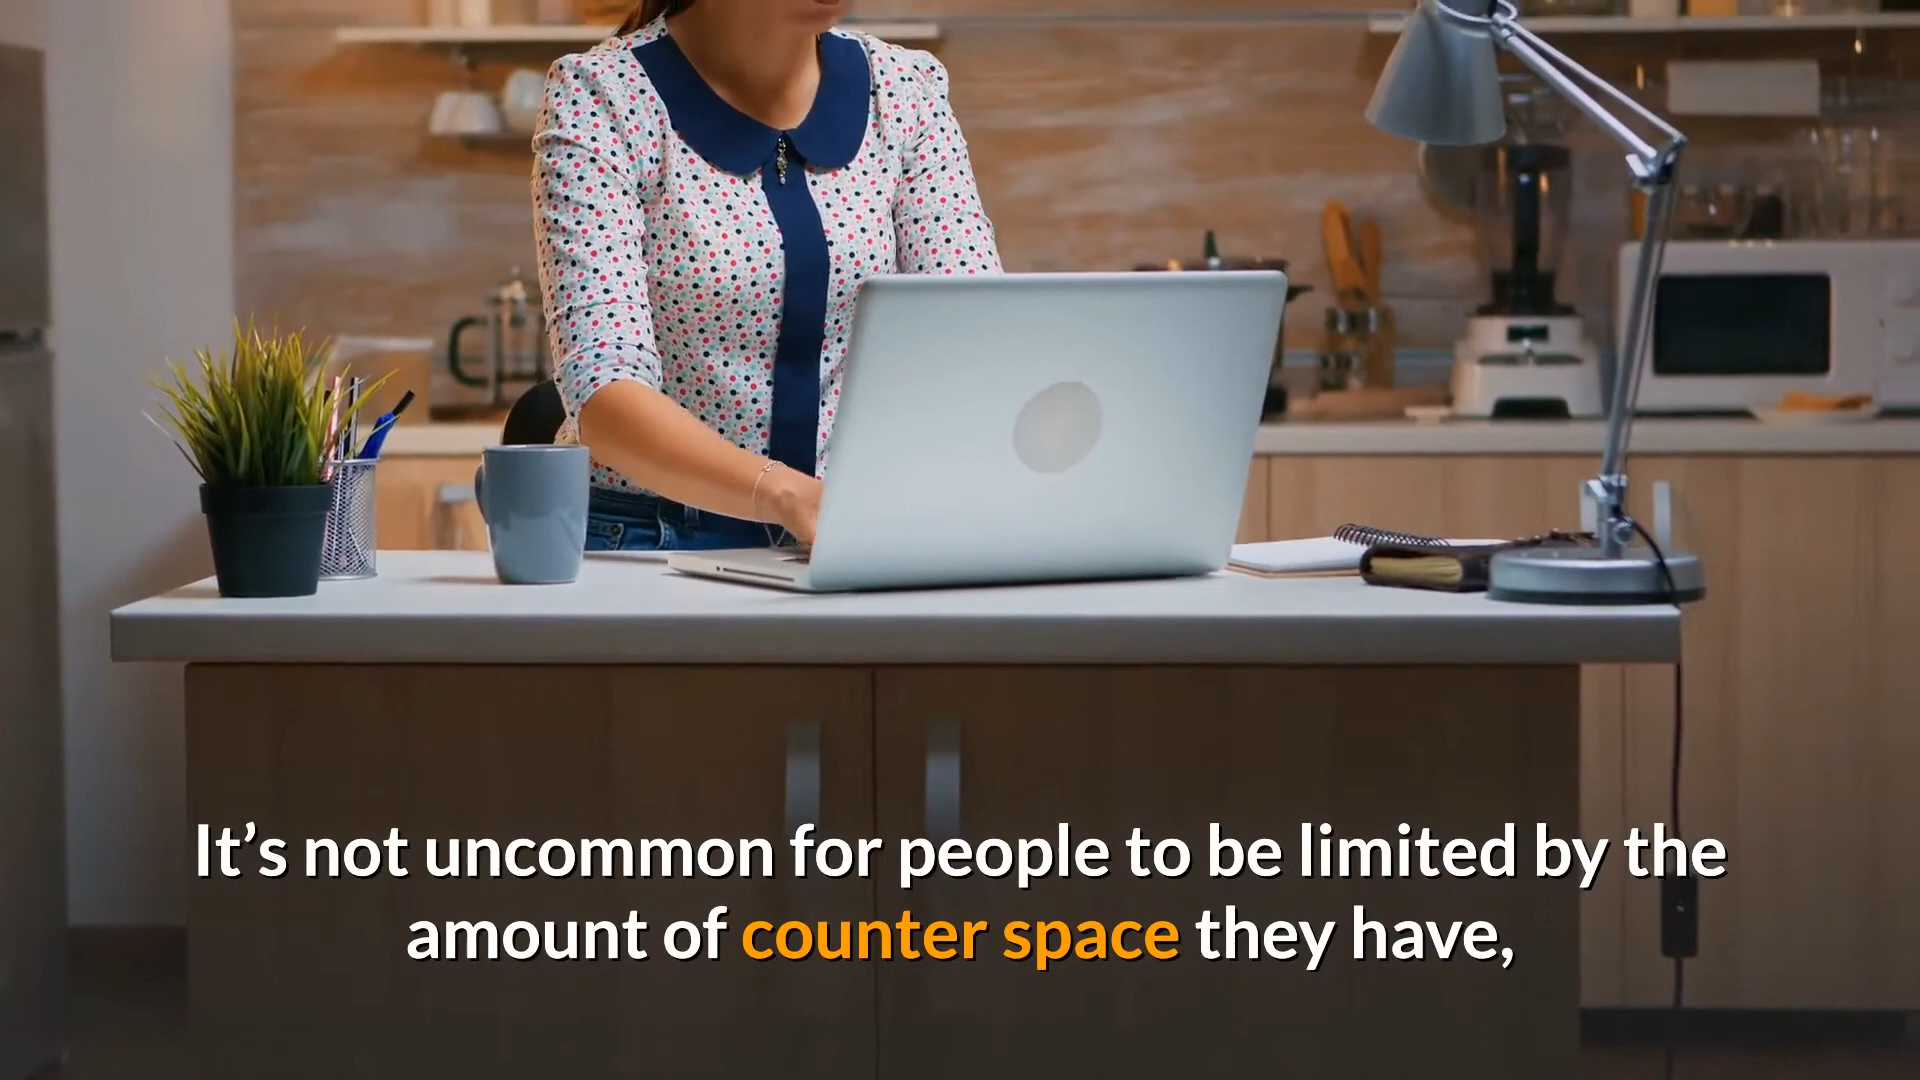 It’s not uncommon for people to be limited by the
amount of counter space they have,